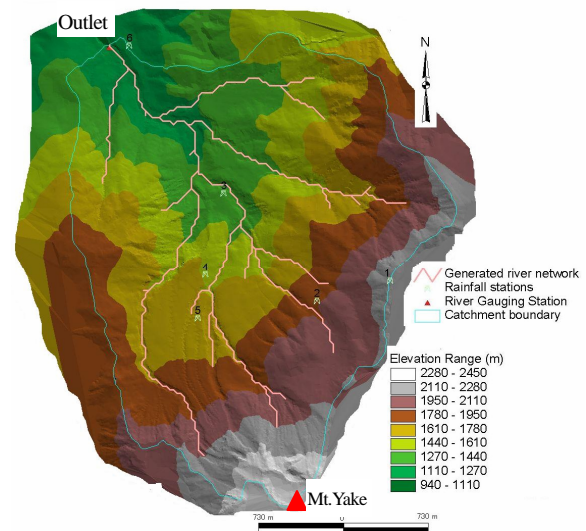 Outlet
6
N
3
4
1
2
5
Generated river network
Rainfall stations
River Gauging Station
Catchment boundary
Elevation Range (m)
2280 - 2450
2110 - 2280
1950 - 2110
1780 - 1950
1610 - 1780
1440 - 1610
1270 - 1440
1110 - 1270
940 - 1110
Mt.Yake
730 m 0 730 m